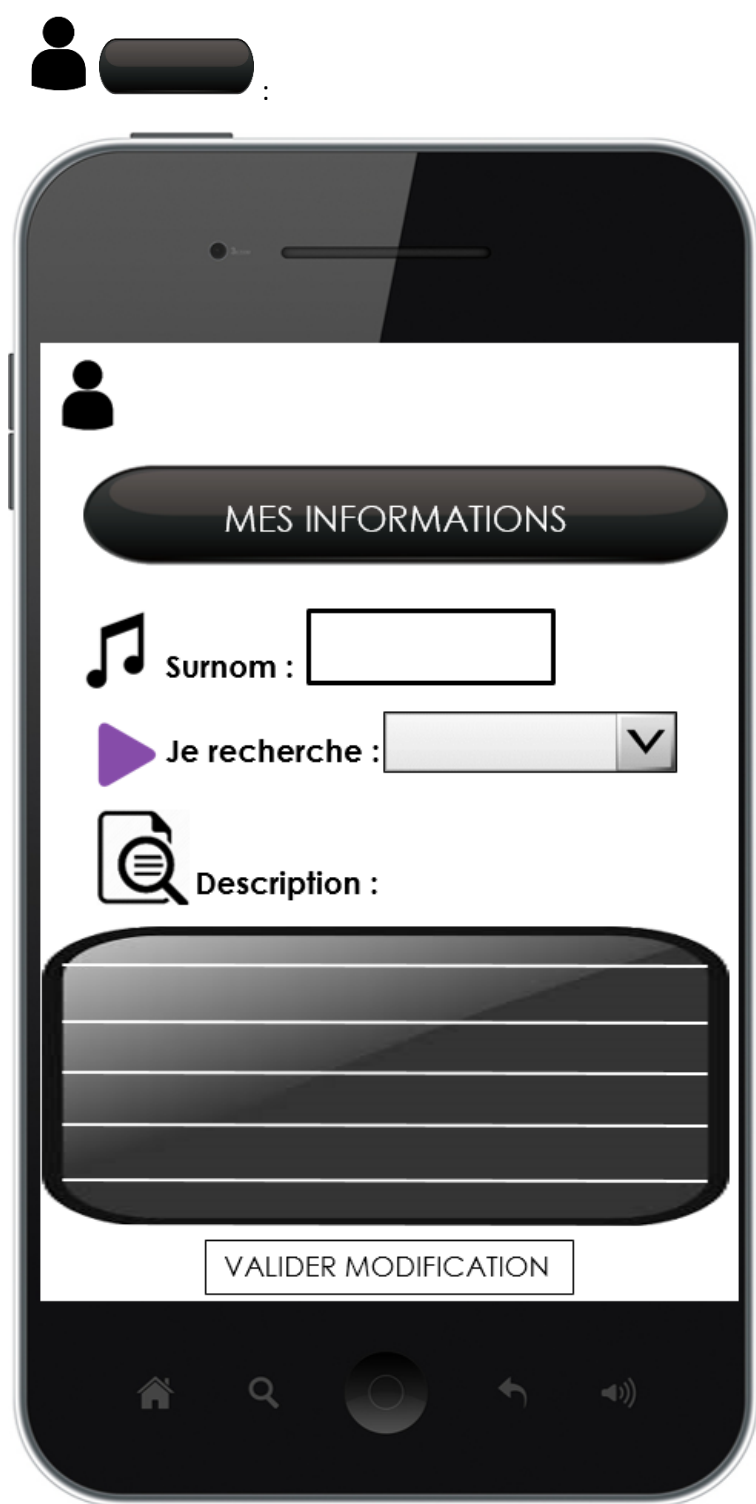 :
MES INFORMATIONS
Surnom :
Je recherche :
Description :
VALIDER MODIFICATION